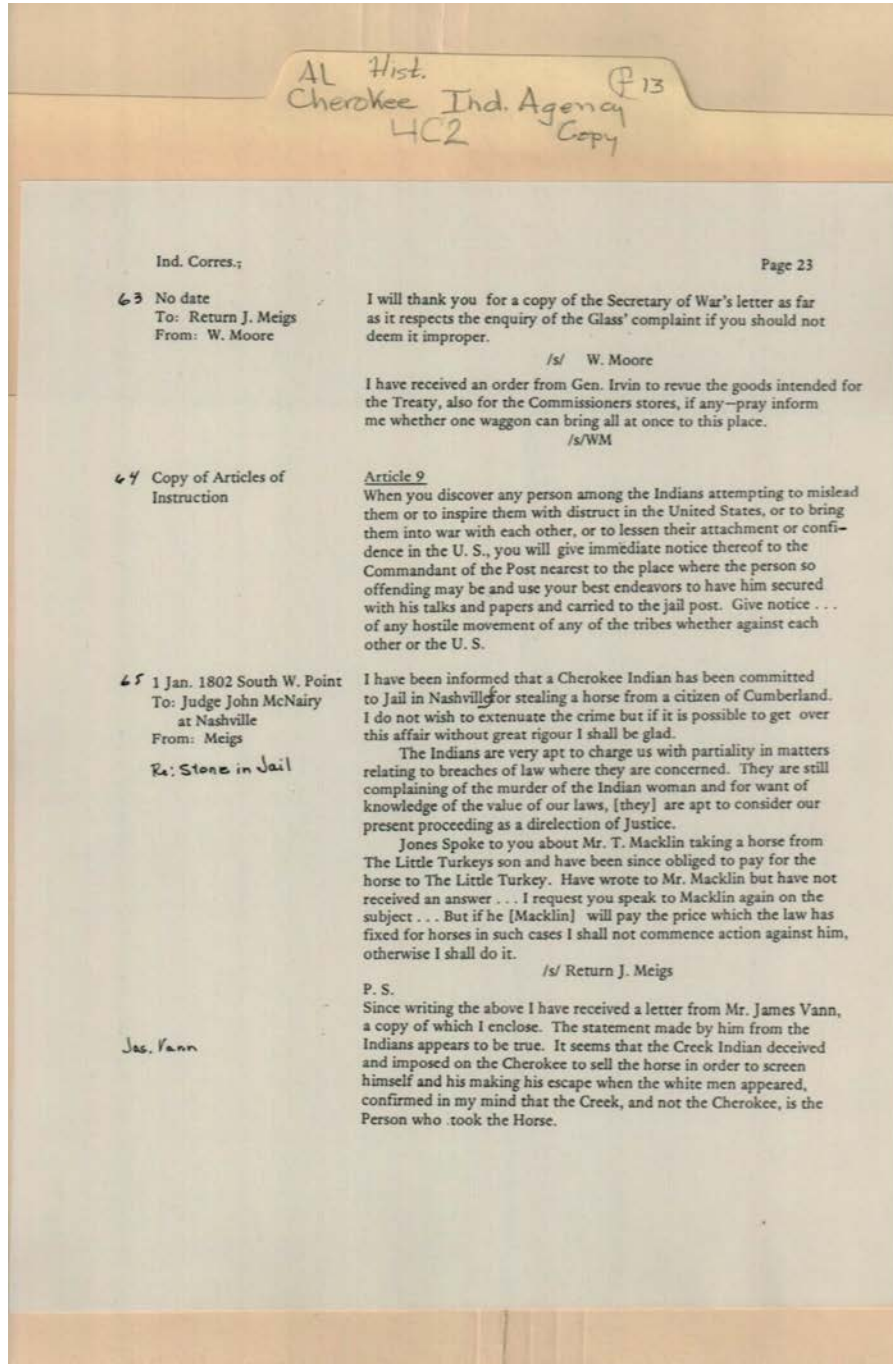 AL Hist. F 13
Cherokee Ind. Agency
4C2 Copy
Ind. Corres.; Page 23
63 No date
To: Return J. Meigs
From: W. Moore
I will thank you for a copy of the Secretary of War's letter as far
as it respects the enquiry of the Glass' complaint if you should not
deem it improper.
/s/ W. Moore
I have received an order from Gen. Irvin to revue the goods intended for
the Treaty, also for the Commissioners stores, if any—pray inform
me whether one waggon can bring all at once to this place.
/s/WM
64 Copy of Articles of
Instruction
Article 9
When you discover any person among the Indians attempting to mislead
them or to inspire them with distruct in the United States, or to bring
them into war with each other, or to lessen their attachment or confi-
dence in the U. S., you will give immediate notice thereof to the
Commandant of the Post nearest to the place where the person so
offending may be and use your best endeavors to have him secured
with his talks and papers and carried to the jail post. Give notice . . .
of any hostile movement of any of the tribes whether against each
other or the U. S.
65 1 Jan. 1802 South W. Point
To: Judge John McNairy
at Nashville
From: Meigs
Re: Stone in Jail
I have been informed that a Cherokee Indian has been committed
to Jail in Nashville for stealing a horse from a citizen of Cumberland.
I do not wish to extenuate the crime but if it is possible to get over
this affair without great rigour I shall be glad.
The Indians are very apt to charge us with partiality in matters
relating to breaches of law where they are concerned. They are still
complaining of the murder of the Indian woman and for want of
knowledge of the value of our laws, [they] are apt to consider our
present proceeding as a direlection of Justice.
Jones Spoke to you about Mr. T. Macklin taking a horse from
The Little Turkeys son and have been since obliged to pay for the
horse to The Little Turkey. Have wrote to Mr. Macklin but have not
received an answer . . . I request you speak to Macklin again on the
subject . . . But if he [Macklin] will pay the price which the law has
fixed for horses in such cases I shall not commence action against him,
otherwise I shall do it.
/s/ Return J. Meigs
P. S.
Since writing the above I have received a letter from Mr. James Vann,
a copy of which I enclose. The statement made by him from the
Indians appears to be true. It seems that the Creek Indian deceived
and imposed on the Cherokee to sell the horse in order to screen
himself and his making his escape when the white men appeared,
confirmed in my mind that the Creek, and not the Cherokee, is the
Person who .took the Horse.
Jas. Vann